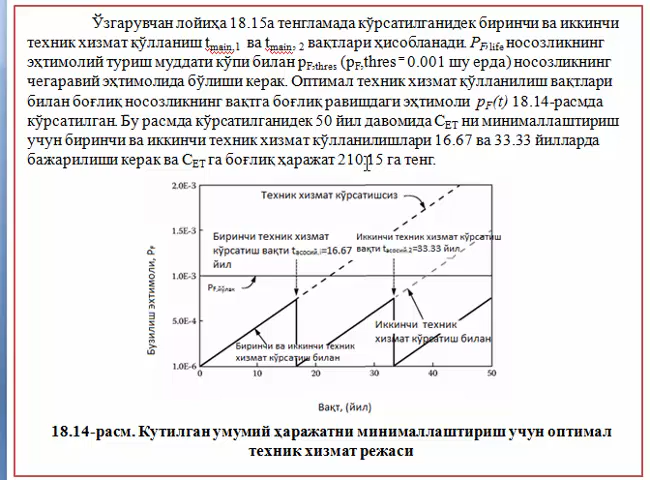 Ўзгарувчан лойиҳа 18.15а тенгламада кўрсатилганидек биринчи ва иккинчи
техник хизмат қўлланиш tmain,1 ва tmain, 2 вақтлари ҳисобланади. PF,life носозликнинг
эҳтимолий туриш муддати кўпи билан pF,thres (pF,thres = 0.001 шу ерда) носозликнинг
чегаравий эҳтимолида бўлиши керак. Оптимал техник хизмат қўлланилиш вақтлари
билан боғлиқ носозликнинг вақтга боғлиқ равишдаги эҳтимоли pF(t) 18.14-расмда
кўрсатилган. Бу расмда кўрсатилганидек 50 йил давомида CET ни минималлаштириш
учун биринчи ва иккинчи техник хизмат қўлланилишлари 16.67 ва 33.33 йилларда
бажарилиши керак ва CET га боғлиқ ҳаражат 210.15 га тенг.
2.0E-3
Техник хизмат кўрсатишсиз
1.5E-3
Биринчи техник хизмат
кўрсатиш вақти tасосий,1=16.67
йил
Иккинчи техник хизмат кўрсатиш
вақти tасосий,2=33.33 йил
1.0E-3
5.0E-4
Биринчи ва иккинчи техник
хизмат кўрсатиш билан
Иккинчи техник
хизмат кўрсатиш билан
1.0E-6
Бузилиш эҳтимоли, PF
0 10 20 30 40 50
Вақт, (йил)
18.14-расм. Кутилган умумий ҳаражатни минималлаштириш учун оптимал
техник хизмат режаси